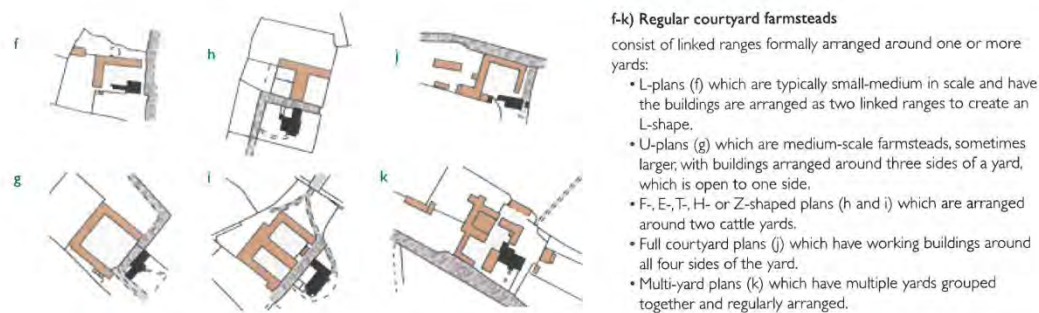 f
h
j
g
i
k
f-k) Regular courtyard farmsteads
consist of linked ranges formally arranged around one or more
yards:
• L-plans (f) which are typically small-medium in scale and have
the buildings are arranged as two linked ranges to create an
L-shape.
• U-plans (g) which are medium-scale farmsteads, sometimes
larger, with buildings arranged around three sides of a yard,
which is open to one side.
• F-, E-, T-, H- or Z-shaped plans (h and i) which are arranged
around two cattle yards.
• Full courtyard plans (j) which have working buildings around
all four sides of the yard.
• Multi-yard plans (k) which have multiple yards grouped
together and regularly arranged.